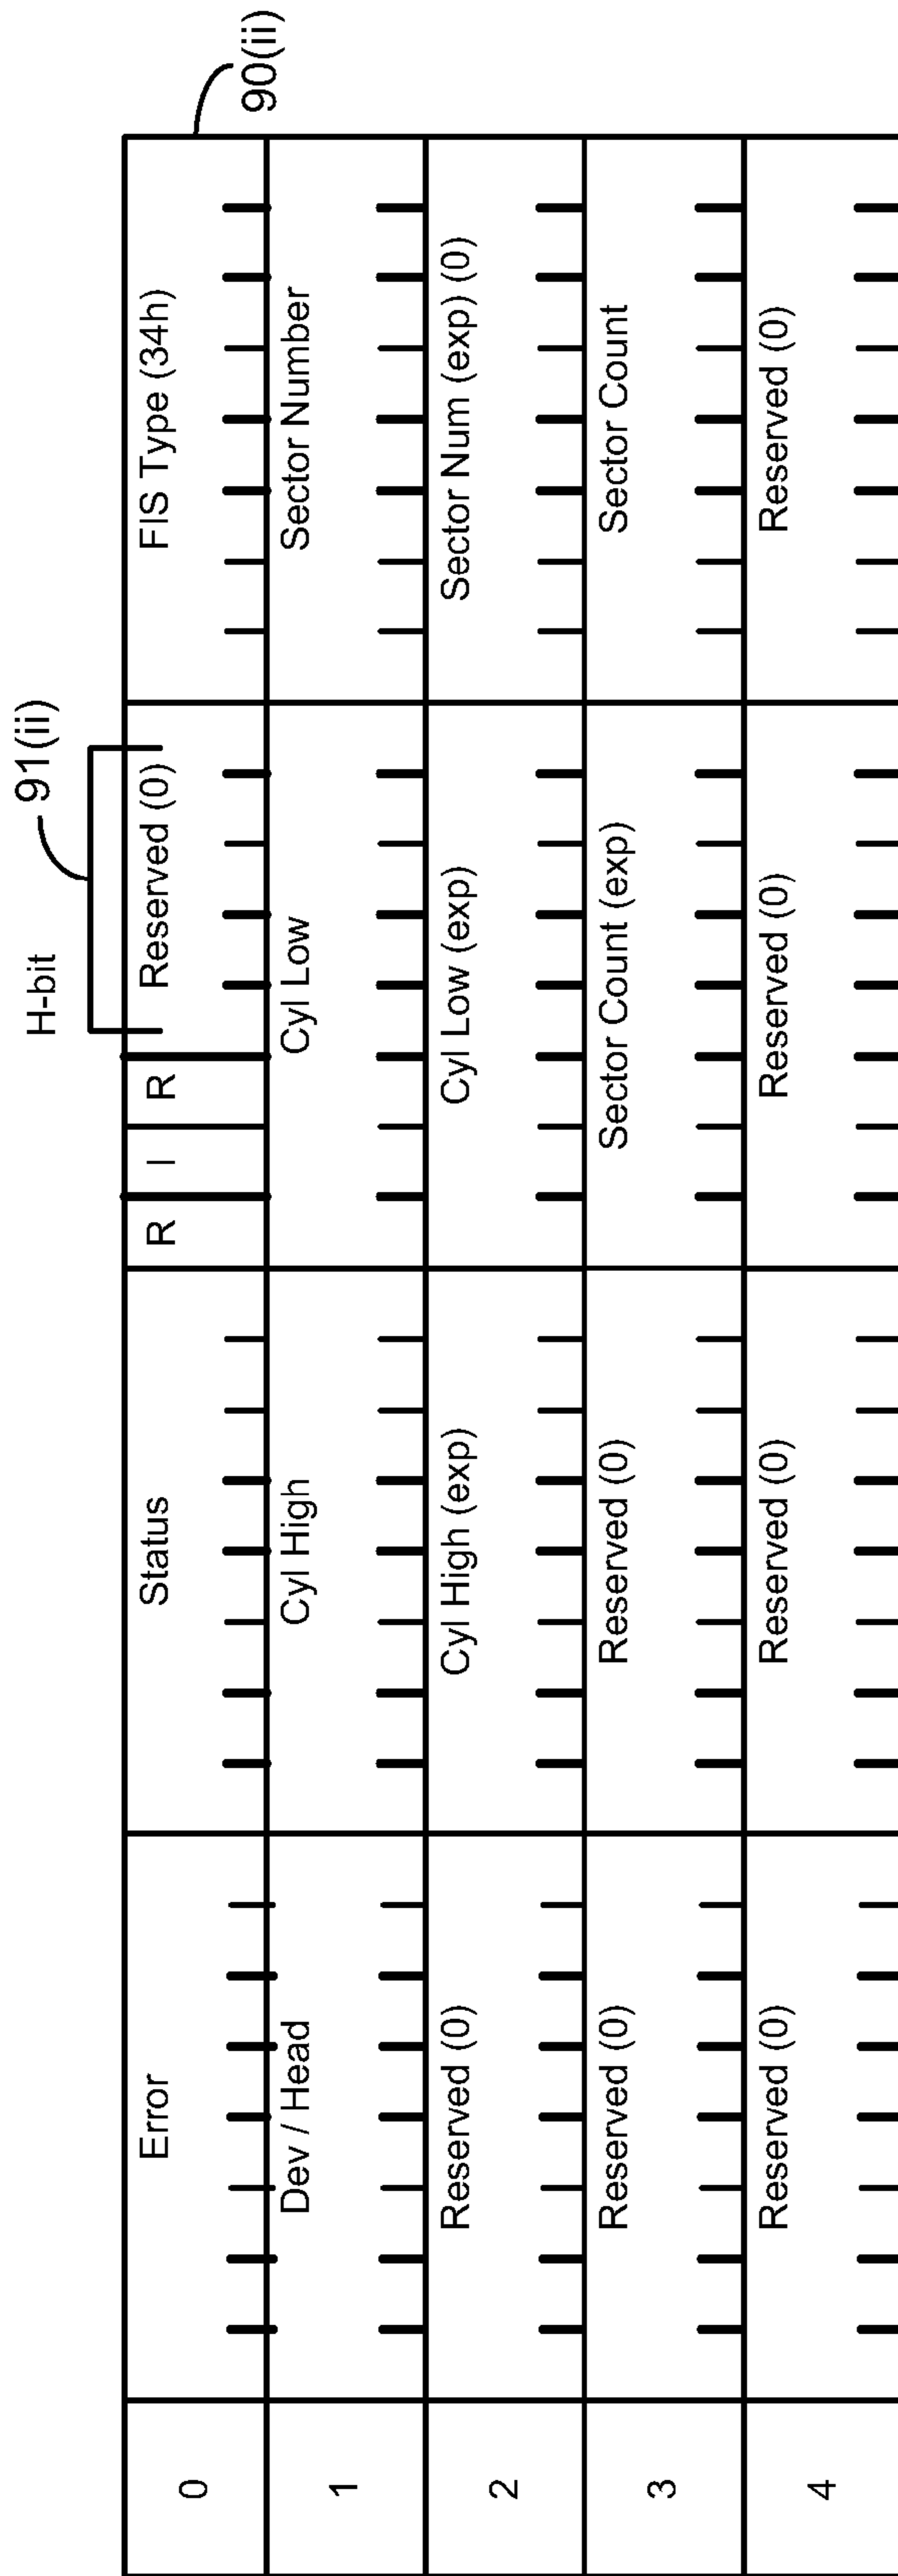 H-bit 91(ii)
90(ii)
0 Error Status R I R Reserved (0) FIS Type (34h)
1 Dev / Head Cyl High Cyl Low Sector Number
2 Reserved (0) Cyl High (exp) Cyl Low (exp) Sector Num (exp) (0)
3 Reserved (0) Reserved (0) Sector Count (exp) Sector Count
4 Reserved (0) Reserved (0) Reserved (0) Reserved (0)